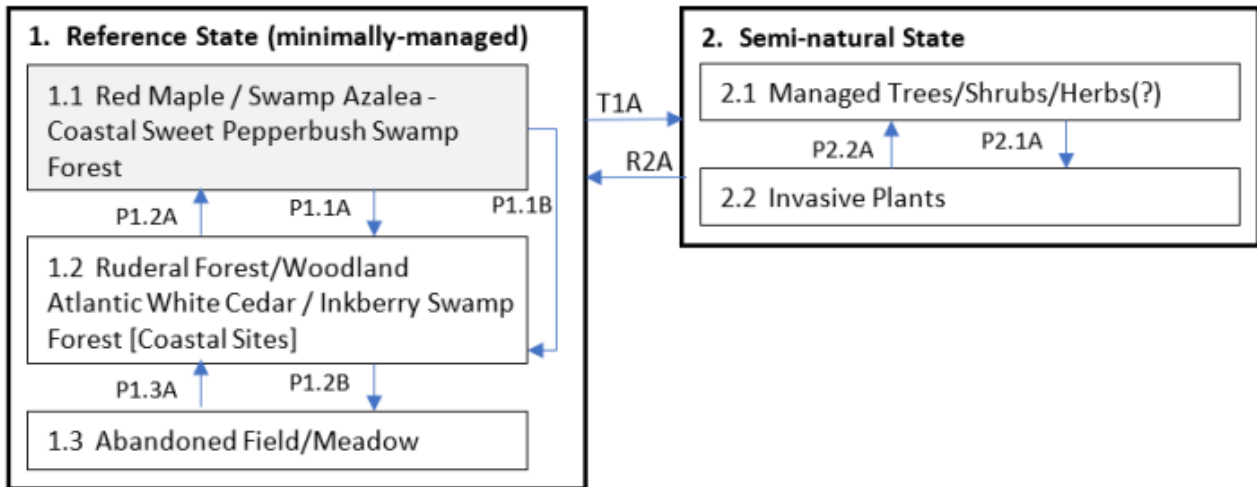 1. Reference State (minimally-managed)
1.1 Red Maple / Swamp Azalea -
Coastal Sweet Pepperbush Swamp
Forest
P1.2A
P1.1A
P1.1B
1.2 Ruderal Forest/Woodland
Atlantic White Cedar / Inkberry Swamp
Forest [Coastal Sites]
P1.3A
P1.2B
1.3 Abandoned Field/Meadow
T1A
R2A
2. Semi-natural State
2.1 Managed Trees/Shrubs/Herbs(?)
P2.2A
P2.1A
2.2 Invasive Plants